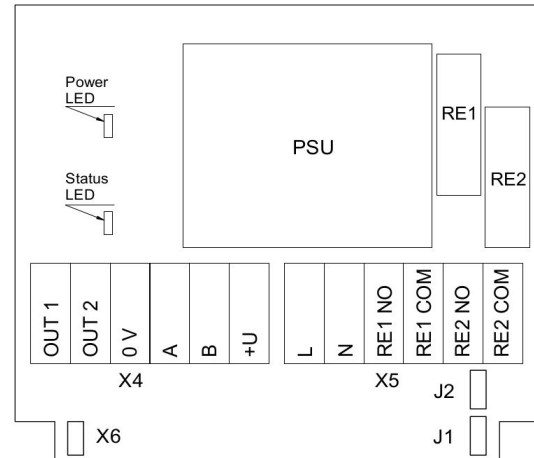 Power
LED
Status
LED
PSU
RE1
RE2
OUT 1
OUT 2
0 V
A
B
+U
L
N
RE1 NO
RE1 COM
RE2 NO
RE2 COM
X4
X5
J2
X6
J1